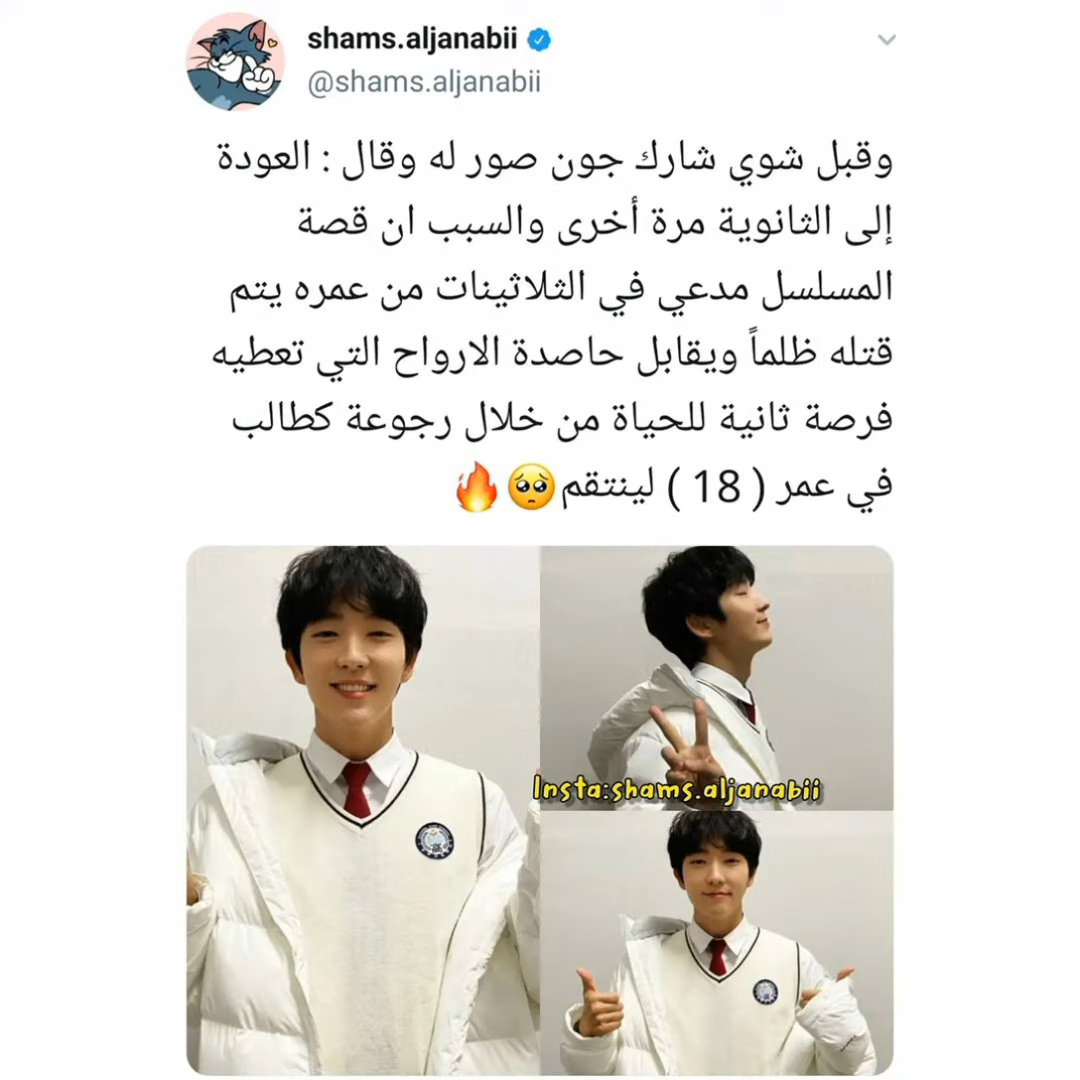 shams.aljanabii
@shams.aljanabii
وقبل شوي شارك جون صور له وقال : العودة
إلى الثانوية مرة أخرى والسبب ان قصة
المسلسل مدعي في الثلاثينات من عمره يتم
قتله ظلماً ويقابل حاصدة الارواح التي تعطيه
فرصة ثانية للحياة من خلال رجوعة كطالب
في عمر ( 18 ) لينتقم🥺🔥
Insta:shams.aljanabii